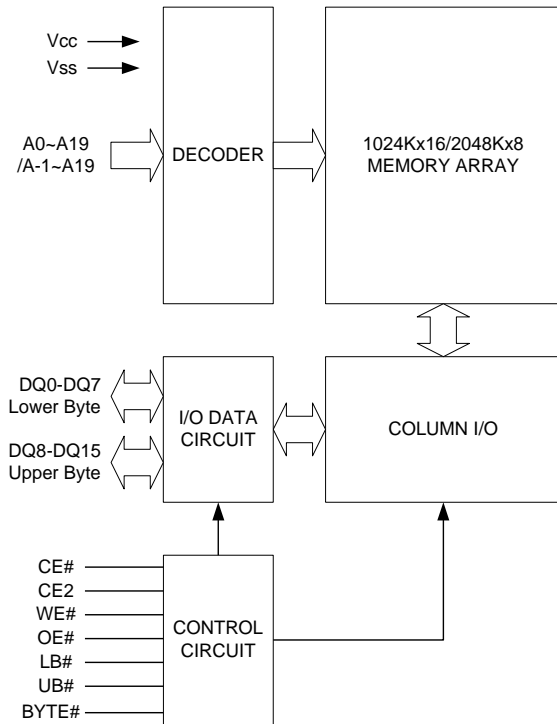 Vcc
Vss
A0~A19
/A-1~A19
DECODER
1024Kx16/2048Kx8
MEMORY ARRAY
DQ0-DQ7
Lower Byte
DQ8-DQ15
Upper Byte
I/O DATA
CIRCUIT
COLUMN I/O
CE#
CE2
WE#
OE#
LB#
UB#
BYTE#
CONTROL
CIRCUIT